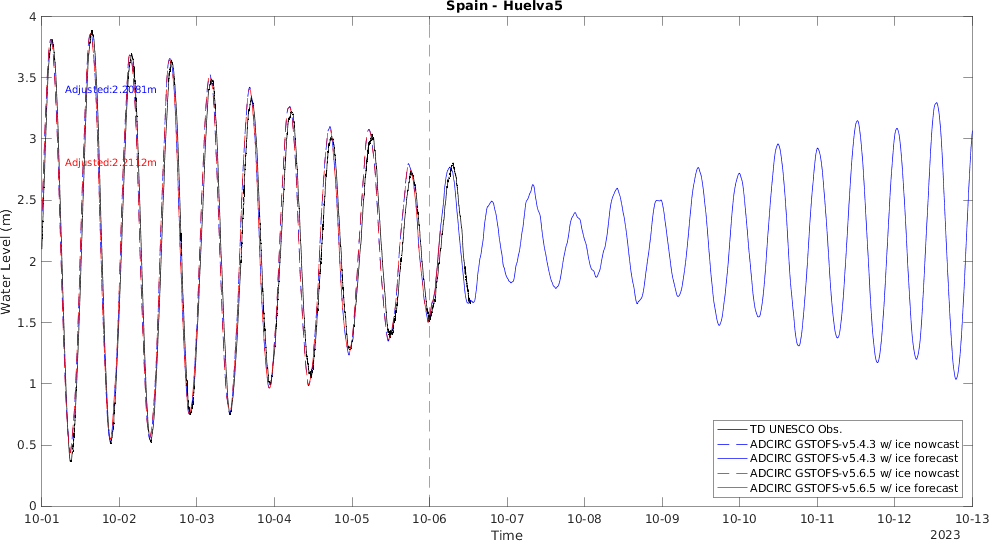 Spain - Huelva5
4
3.5
3
2.5
2
1.5
1
0.5
0
Water Level (m)
Adjusted:2.2081m
Adjusted:2.2112m
TD UNESCO Obs.
ADCIRC GSTOFS-v5.4.3 w/ ice nowcast
ADCIRC GSTOFS-v5.4.3 w/ ice forecast
ADCIRC GSTOFS-v5.6.5 w/ ice nowcast
ADCIRC GSTOFS-v5.6.5 w/ ice forecast
10-01 10-02 10-03 10-04 10-05 10-06 10-07 10-08 10-09 10-10 10-11 10-12 10-13
Time
2023